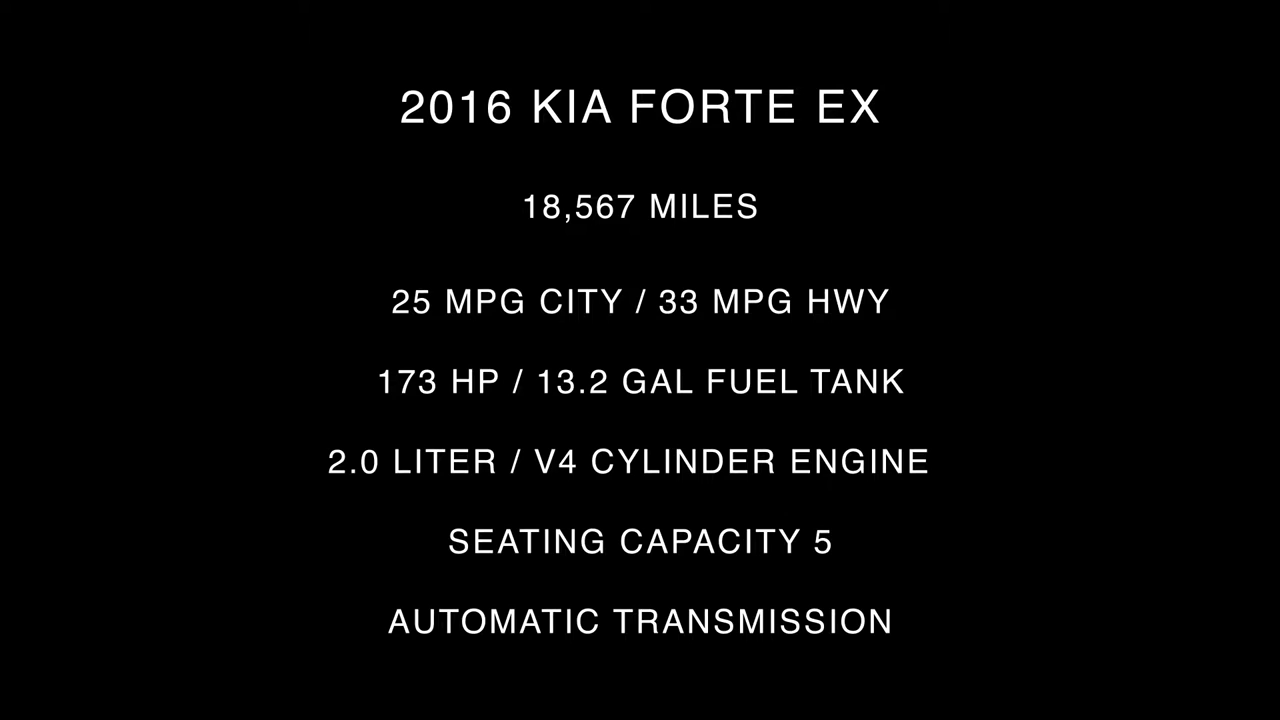 2016 KIA FORTE EX
18,567 MILES
25 MPG CITY / 33 MPG HWY
173 HP / 13.2 GAL FUEL TANK
2.0 LITER / V4 CYLINDER ENGINE
SEATING CAPACITY 5
AUTOMATIC TRANSMISSION